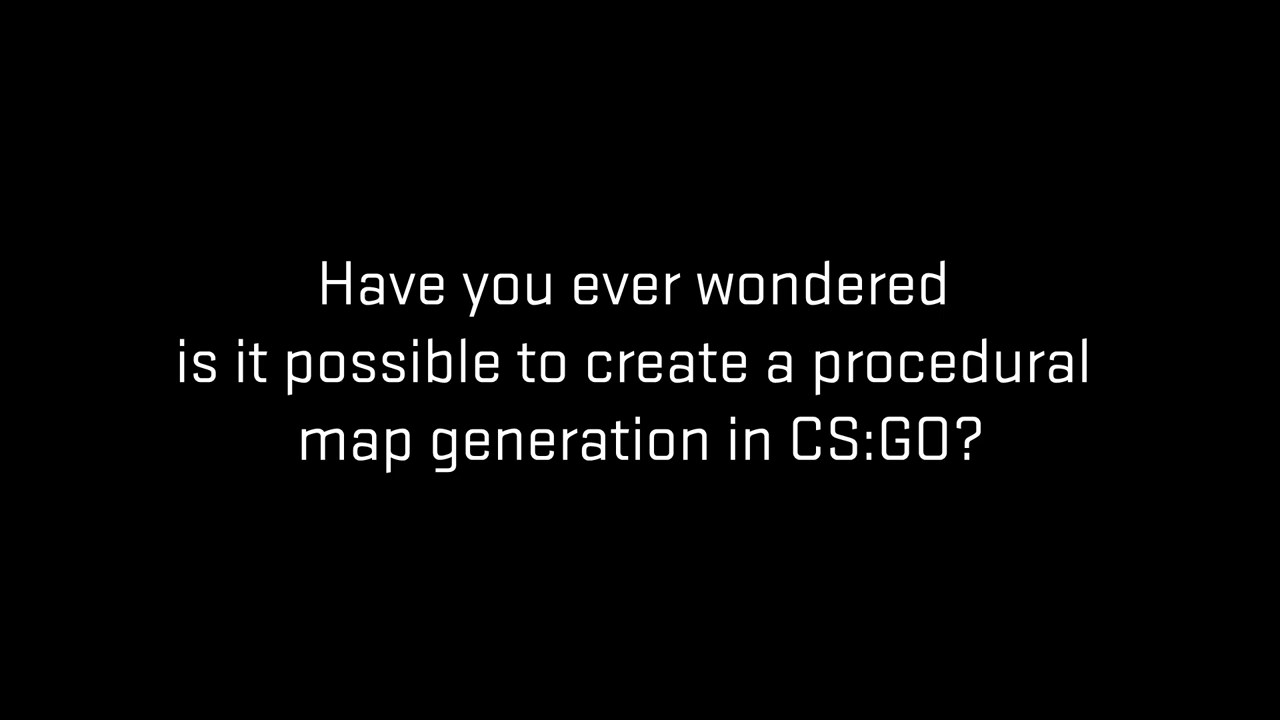 Have you ever wondered
is it possible to create a procedural
map generation in CS:GO?